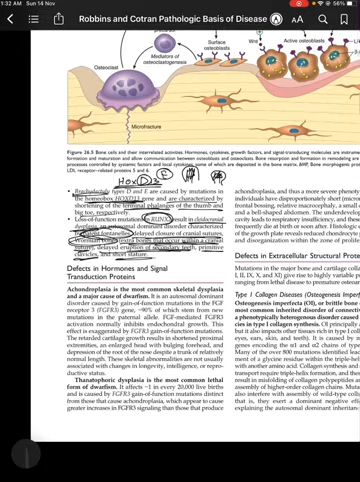 1:32 AM Sun 14 Nov
56%
Robbins and Cotran Pathologic Basis of Disease
AA
precursor
Mediators of
osteoclastogenesis
Surface
osteoblasts
Wnt
Active osteoblasts
Osteoclast
Microfracture
Figure 26.5 Bone cells and their interrelated activities. Hormones, cytokines, growth factors, and signal-transducing molecules are instrumen
formation and maturation and allow communication between osteoblasts and osteoclasts. Bone resorption and formation in remodeling are
processes controlled by systemic factors and local cytokines, some of which are deposited in the bone matrix. BMP, Bone morphogenic
LDL receptor–related proteins 5 and 6.
HoxD13
• Brachydactyly types D and E are caused by mutations in
the homeobox HOXD13 gene and are characterized by
shortening of the terminal phalanges of the thumb and
big toe, respectively.
• Loss-of-function mutations in RUNX2 result in cleidocranial
dysplasia, an autosomal dominant disorder characterized
by patent fontanelles, delayed closure of cranial sutures,
Wormian bones (extra bones that occur within a cranial
suture), delayed eruption of secondary teeth, primitive
clavicles, and short stature.
Defects in Hormones and Signal
Transduction Proteins
Achondroplasia is the most common skeletal dysplasia
and a major cause of dwarfism. It is an autosomal dominant
disorder caused by gain-of-function mutations in the FGF
receptor 3 (FGFR3) gene, ~90% of which stem from new
mutations in the paternal allele. FGF-mediated FGFR3
activation normally inhibits endochondral growth. This
effect is exaggerated by FGFR3 gain-of-function mutations.
The retarded cartilage growth results in shortened proximal
extremities, an enlarged head with bulging forehead, and
depression of the root of the nose despite a trunk of relatively
normal length. These skeletal abnormalities are not usually
associated with changes in longevity, intelligence, or repro-
ductive status.
Thanatophoric dysplasia is the most common lethal
form of dwarfism. It affects ~1 in every 20,000 live births
and is caused by FGFR3 gain-of-function mutations distinct
from those that cause achondroplasia, which appear to cause
greater increases in FGFR3 signaling than those that produce
achondroplasia, and thus a more severe phenoty
individuals have disproportionately short (microm
frontal bossing, relative macrocephaly, a small c
and a bell-shaped abdomen. The underdevelope
cavity leads to respiratory insufficiency, and these
frequently die at birth or soon after. Histologic e
of the growth plate reveals reduced chondrocyte
and disorganization within the zone of prolifer
Defects in Extracellular Structural Prote
Mutations in the major bone and cartilage colla
I, II, IX, X, and XI) give rise to highly variable p
ranging from lethal disease to premature osteoar
Type I Collagen Diseases (Osteogenesis Imperf
Osteogenesis imperfecta (OI), or brittle bone d
most common inherited disorder of connective
a phenotypically heterogenous disorder caused
cies in type I collagen synthesis. OI principally a
but it also impacts other tissues rich in type I coll
eyes, ears, skin, and teeth). It is caused by n
genes encoding the α1 and α2 chains of type
Many of the over 800 mutations identified lead
ment of a glycine residue within the triple-helic
with another amino acid. Collagen synthesis and
transport require triple-helix formation, and these
result in misfolding of collagen polypeptides an
assembly of higher-order collagen chains. Muta
also interfere with assembly of wild-type colla
that is, they exert a dominant negative effe
explaining the autosomal dominant inheritan